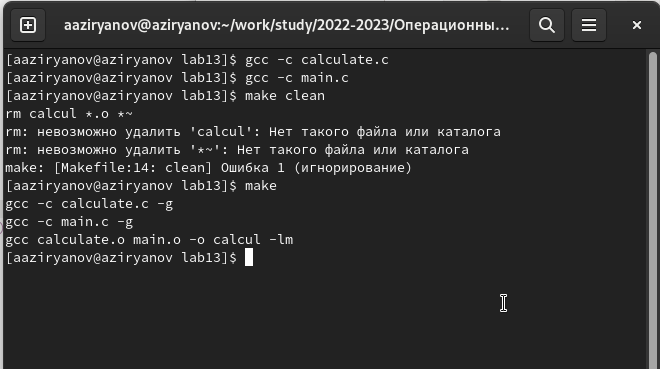 aaziryanov@aziryanov:~/work/study/2022-2023/Операционны...
[aaziryanov@aziryanov lab13]$ gcc -c calculate.c
[aaziryanov@aziryanov lab13]$ gcc -c main.c
[aaziryanov@aziryanov lab13]$ make clean
rm calcul *.o *~
rm: невозможно удалить 'calcul': Нет такого файла или каталога
rm: невозможно удалить '*~': Нет такого файла или каталога
make: [Makefile:14: clean] Ошибка 1 (игнорирование)
[aaziryanov@aziryanov lab13]$ make
gcc -c calculate.c -g
gcc -c main.c -g
gcc calculate.o main.o -o calcul -lm
[aaziryanov@aziryanov lab13]$